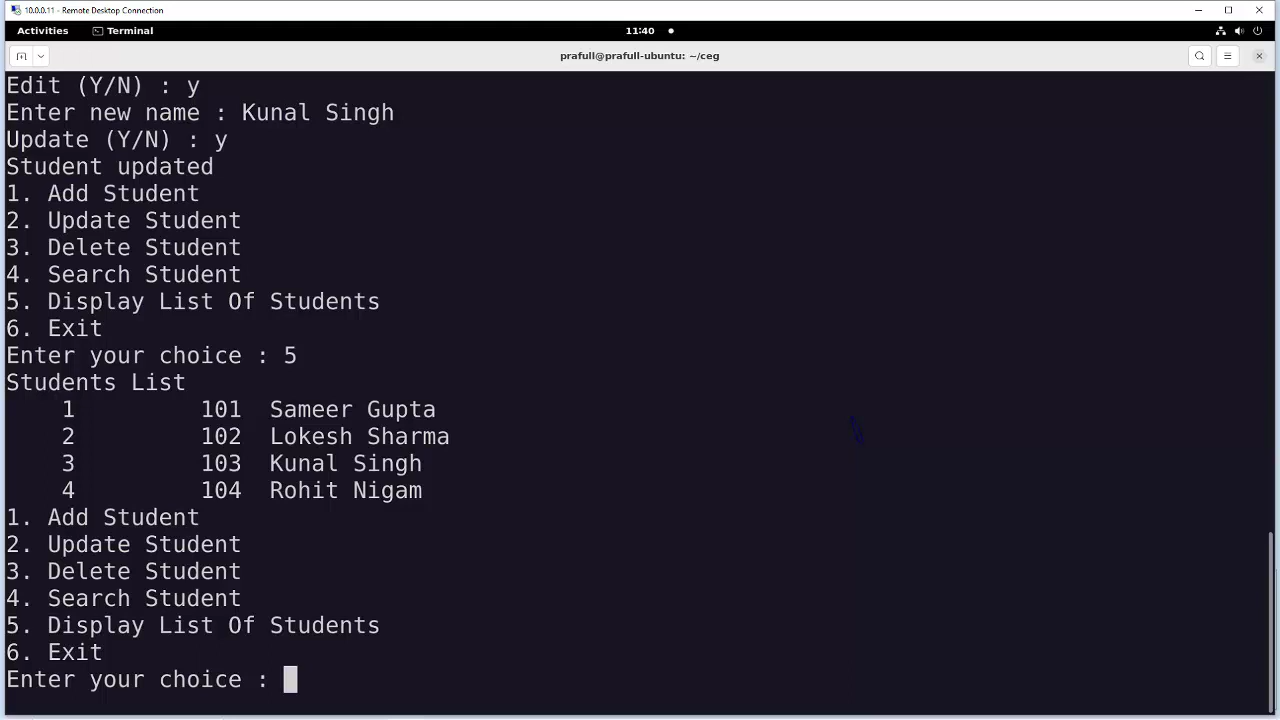 10.0.0.11 - Remote Desktop Connection
Activities Terminal 11:40
prafull@prafull-ubuntu: ~/ceg
Edit (Y/N) : y
Enter new name : Kunal Singh
Update (Y/N) : y
Student updated
1. Add Student
2. Update Student
3. Delete Student
4. Search Student
5. Display List Of Students
6. Exit
Enter your choice : 5
Students List
1 101 Sameer Gupta
2 102 Lokesh Sharma
3 103 Kunal Singh
4 104 Rohit Nigam
1. Add Student
2. Update Student
3. Delete Student
4. Search Student
5. Display List Of Students
6. Exit
Enter your choice :